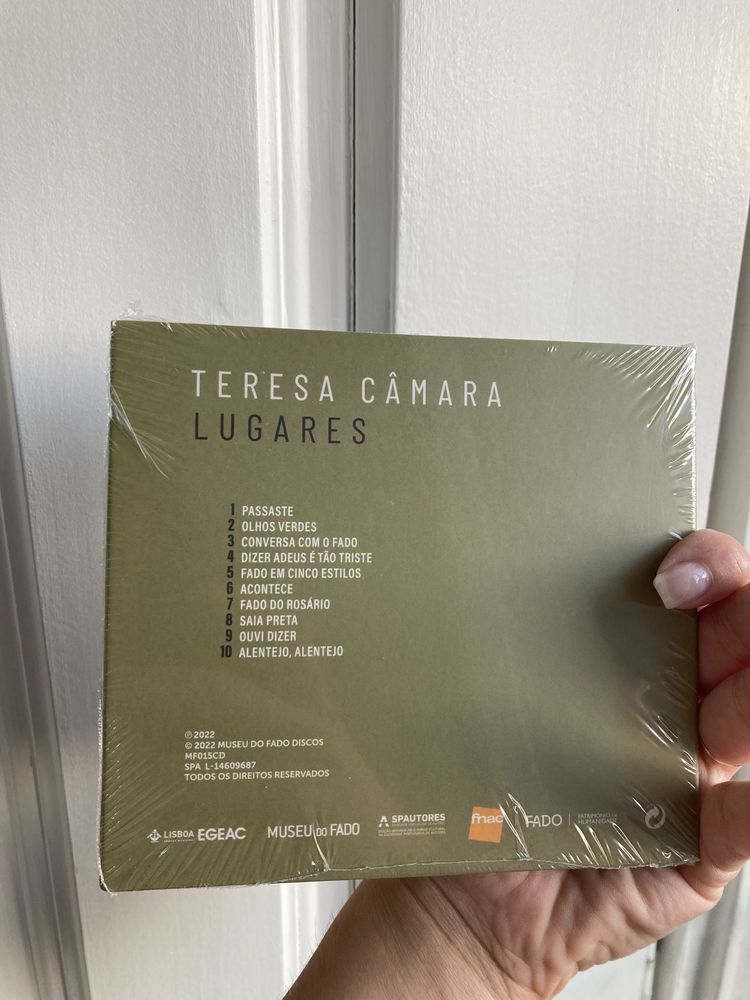 TERESA CÂMARA
LUGARES
1 PASSASTE
2 OLHOS VERDES
3 CONVERSA COM O FADO
4 DIZER ADEUS É TÃO TRISTE
5 FADO EM CINCO ESTILOS
6 ACONTECE
7 FADO DO ROSÁRIO
8 SAIA PRETA
9 OUVI DIZER
10 ALENTEJO, ALENTEJO
℗ 2022
© 2022 MUSEU DO FADO DISCOS
MF015CD
SPA L-14609687
TODOS OS DIREITOS RESERVADOS
LISBOA
EGEAC
MUSEU DO FADO
SPAUTORES
fnac
FADO
PATRIMÓNIO DA
HUMANIDADE